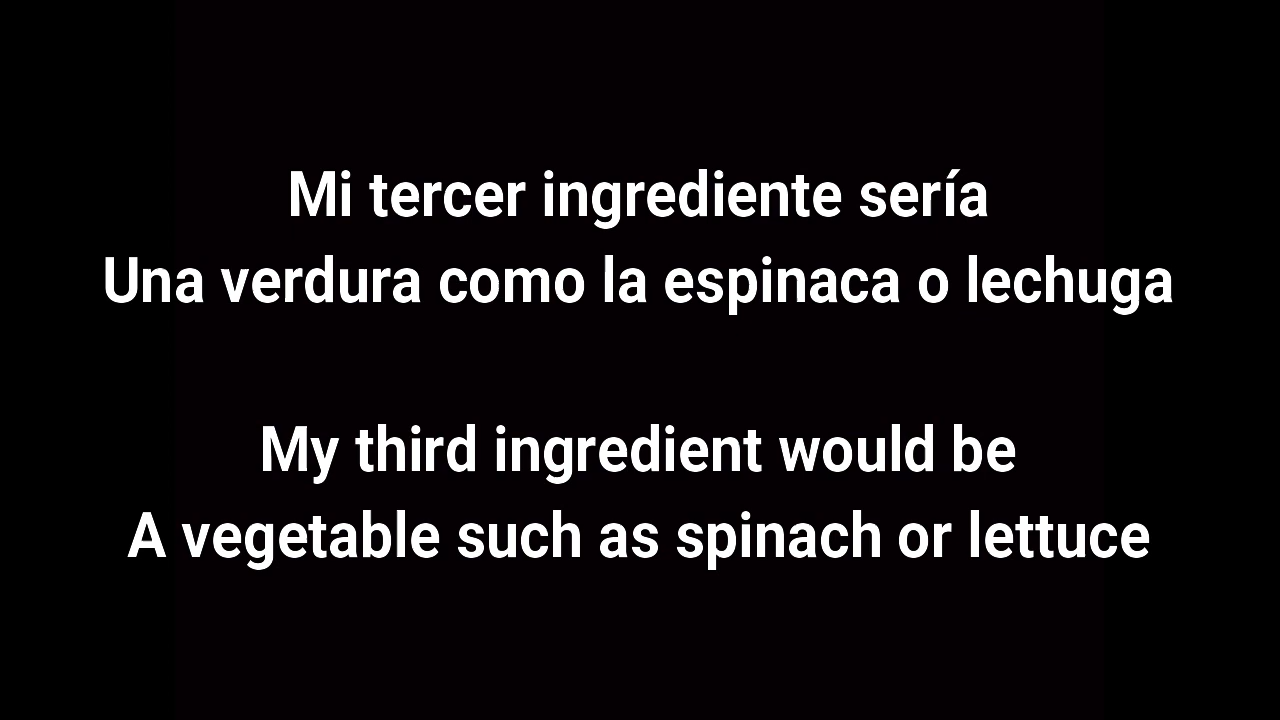 Mi tercer ingrediente sería
Una verdura como la espinaca o lechuga
My third ingredient would be
A vegetable such as spinach or lettuce